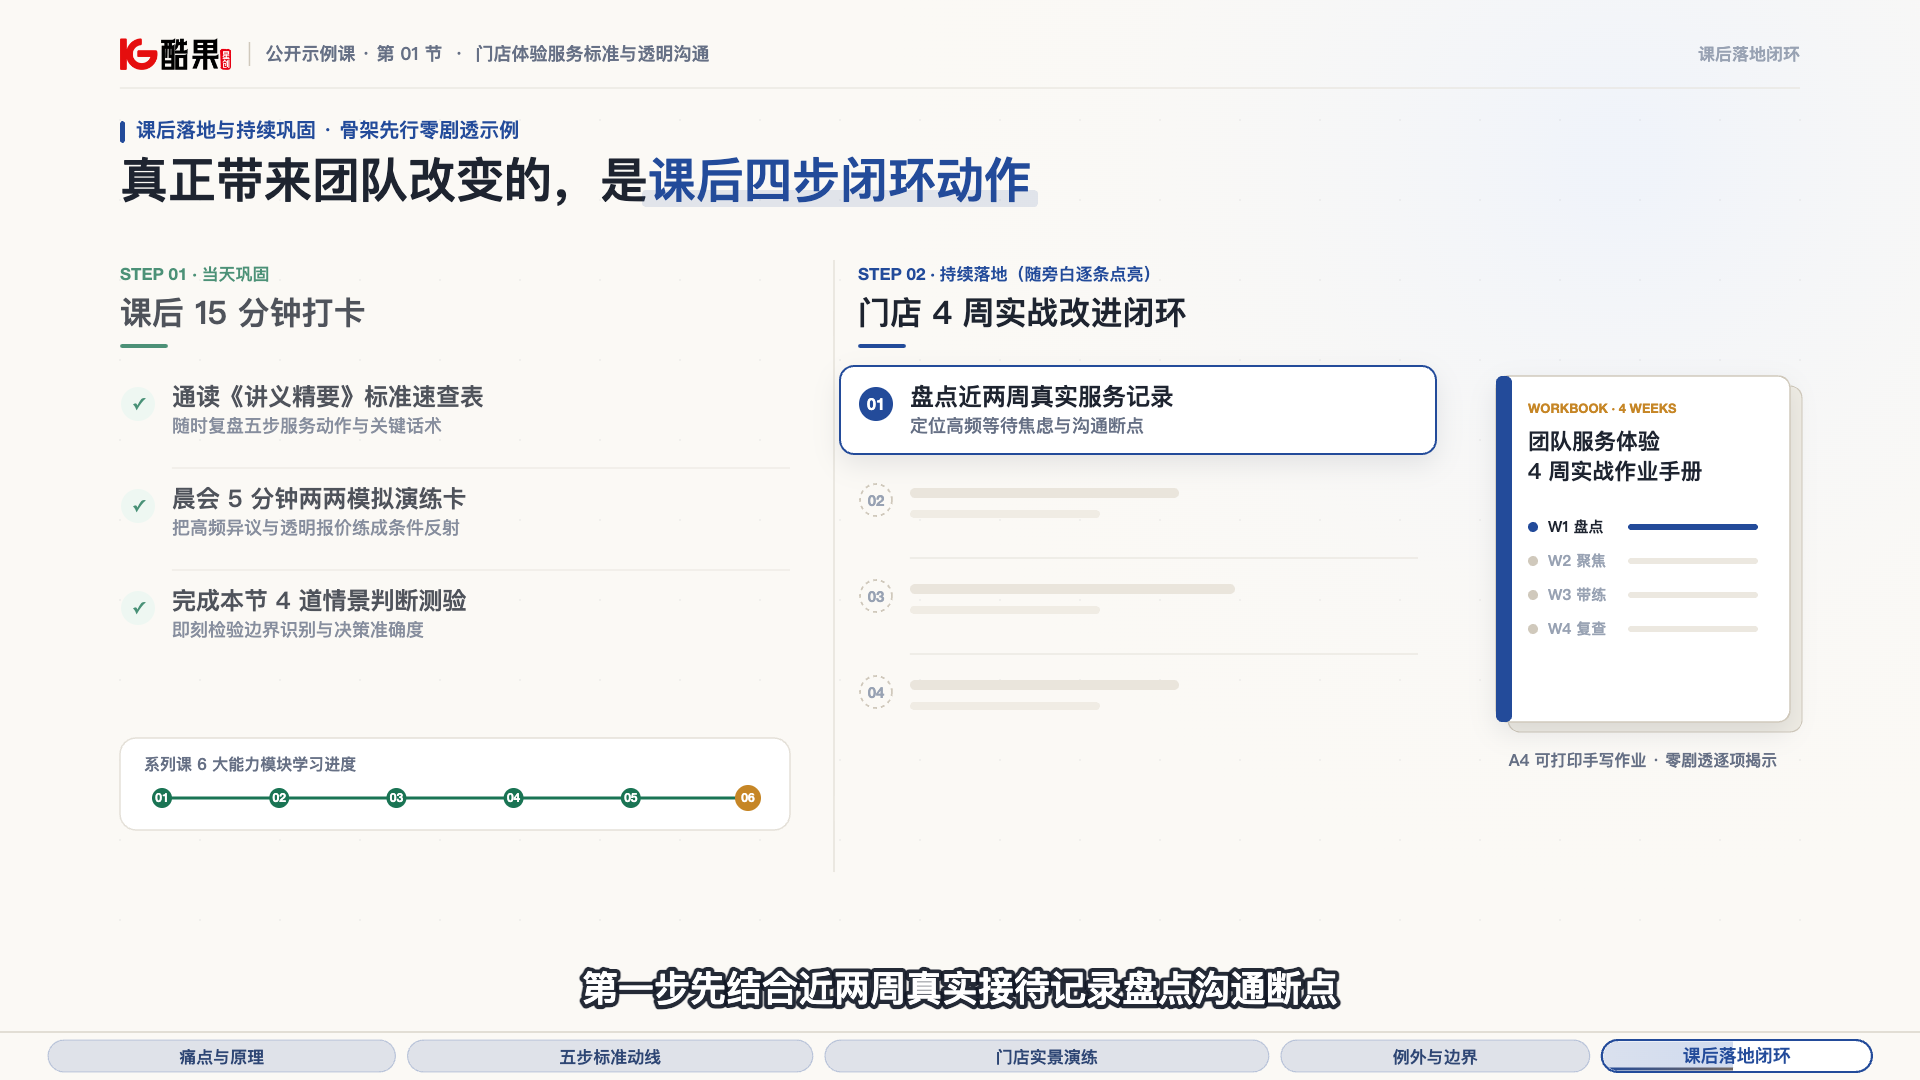 酷果
公开示例课 · 第 01 节 · 门店体验服务标准与透明沟通
课后落地闭环
课后落地与持续巩固 · 骨架先行零剧透示例
真正带来团队改变的，是课后四步闭环动作
STEP 01 · 当天巩固
课后 15 分钟打卡
通读《讲义精要》标准速查表
随时复盘五步服务动作与关键话术
晨会 5 分钟两两模拟演练卡
把高频异议与透明报价练成条件反射
完成本节 4 道情景判断测验
即刻检验边界识别与决策准确度
系列课 6 大能力模块学习进度
01 02 03 04 05 06
STEP 02 · 持续落地（随旁白逐条点亮）
门店 4 周实战改进闭环
01 盘点近两周真实服务记录
定位高频等待焦虑与沟通断点
02
03
04
WORKBOOK · 4 WEEKS
团队服务体验
4 周实战作业手册
W1 盘点
W2 聚焦
W3 带练
W4 复查
A4 可打印手写作业 · 零剧透逐项揭示
第一步先结合近两周真实接待记录盘点沟通断点
痛点与原理
五步标准动线
门店实景演练
例外与边界
课后落地闭环